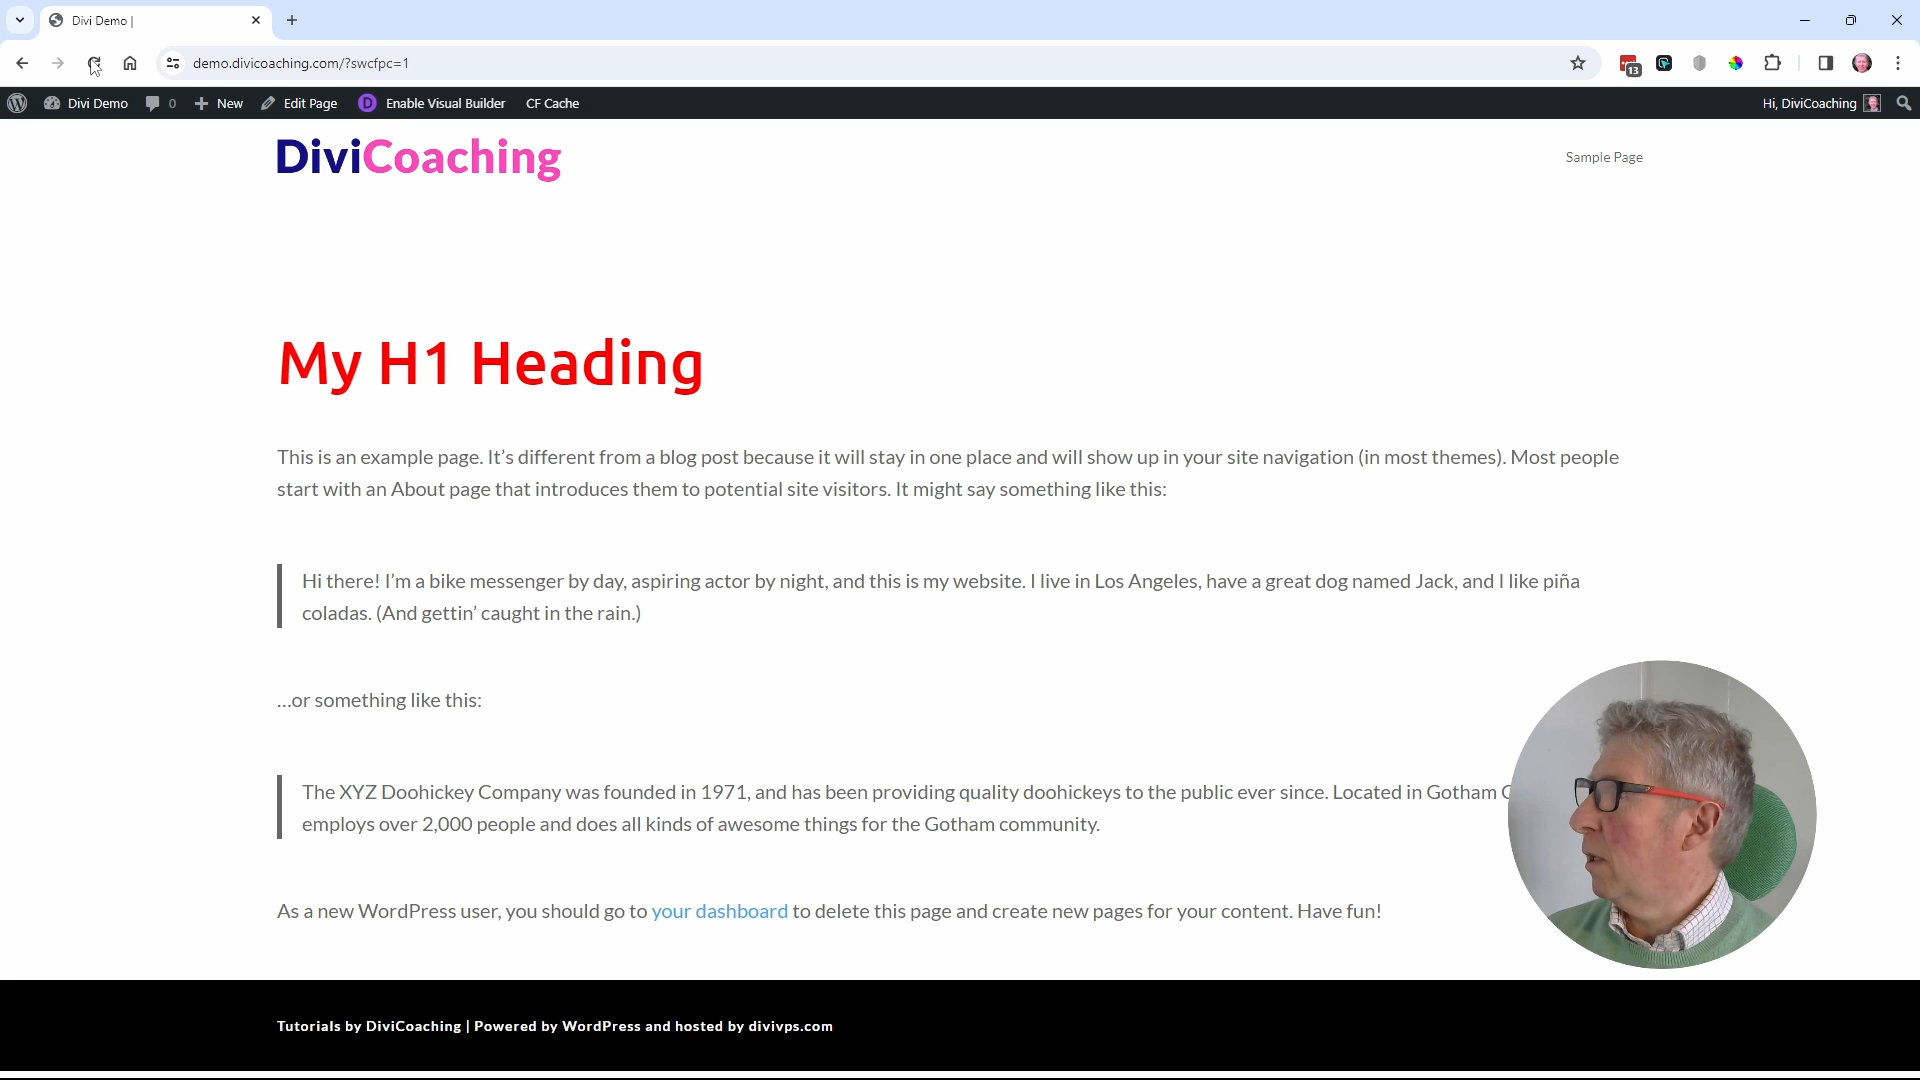 Divi Demo |
demo.divicoaching.com/?swcfpc=1
13
Divi Demo 0 New Edit Page D Enable Visual Builder CF Cache Hi, DiviCoaching
DiviCoaching
Sample Page
My H1 Heading
This is an example page. It’s different from a blog post because it will stay in one place and will show up in your site navigation (in most themes). Most people
start with an About page that introduces them to potential site visitors. It might say something like this:
Hi there! I’m a bike messenger by day, aspiring actor by night, and this is my website. I live in Los Angeles, have a great dog named Jack, and I like piña
coladas. (And gettin’ caught in the rain.)
…or something like this:
The XYZ Doohickey Company was founded in 1971, and has been providing quality doohickeys to the public ever since. Located in Gotham
employs over 2,000 people and does all kinds of awesome things for the Gotham community.
As a new WordPress user, you should go to your dashboard to delete this page and create new pages for your content. Have fun!
Tutorials by DiviCoaching | Powered by WordPress and hosted by divivps.com